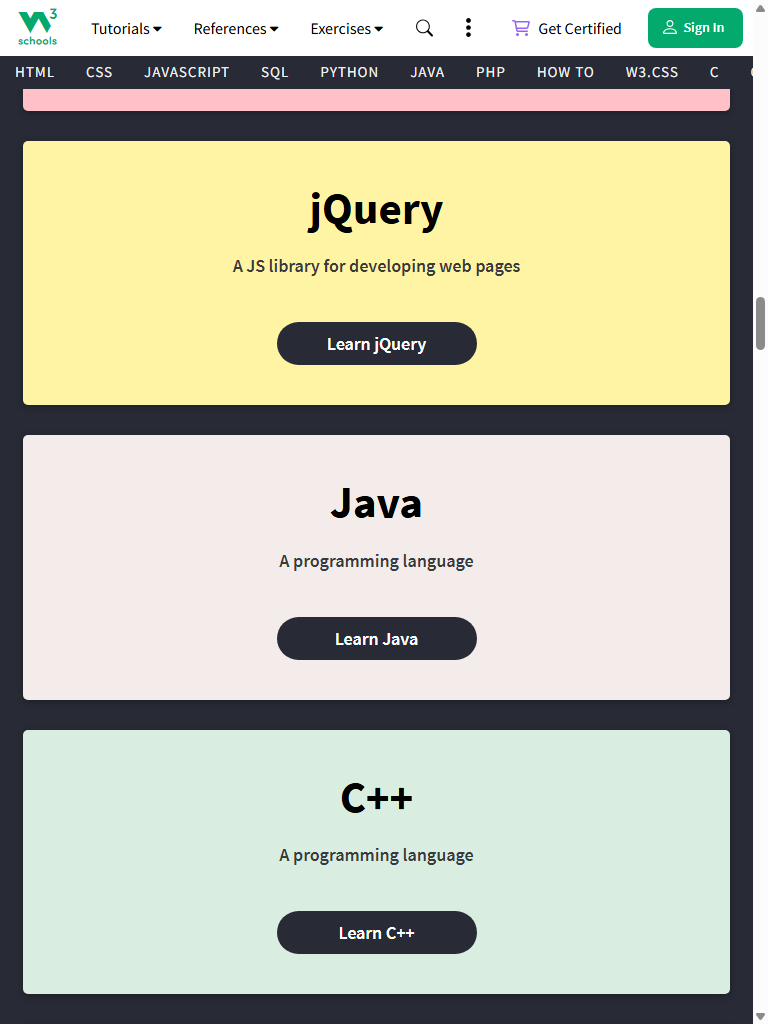 3
schools
Tutorials References Exercises Get Certified Sign In
HTML CSS JAVASCRIPT SQL PYTHON JAVA PHP HOW TO W3.CSS C
jQuery
A JS library for developing web pages
Learn jQuery
Java
A programming language
Learn Java
C++
A programming language
Learn C++